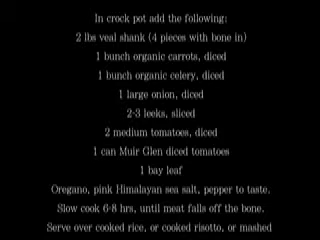 In crock pot add the following:
2 lbs veal shank (4 pieces with bone in)
1 bunch organic carrots, diced
1 bunch organic celery, diced
1 large onion, diced
2-3 leeks, sliced
2 medium tomatoes, diced
1 can Muir Glen diced tomatoes
1 bay leaf
Oregano, pink Himalayan sea salt, pepper to taste.
Slow cook 6-8 hrs, until meat falls off the bone.
Serve over cooked rice, or cooked risotto, or mashed